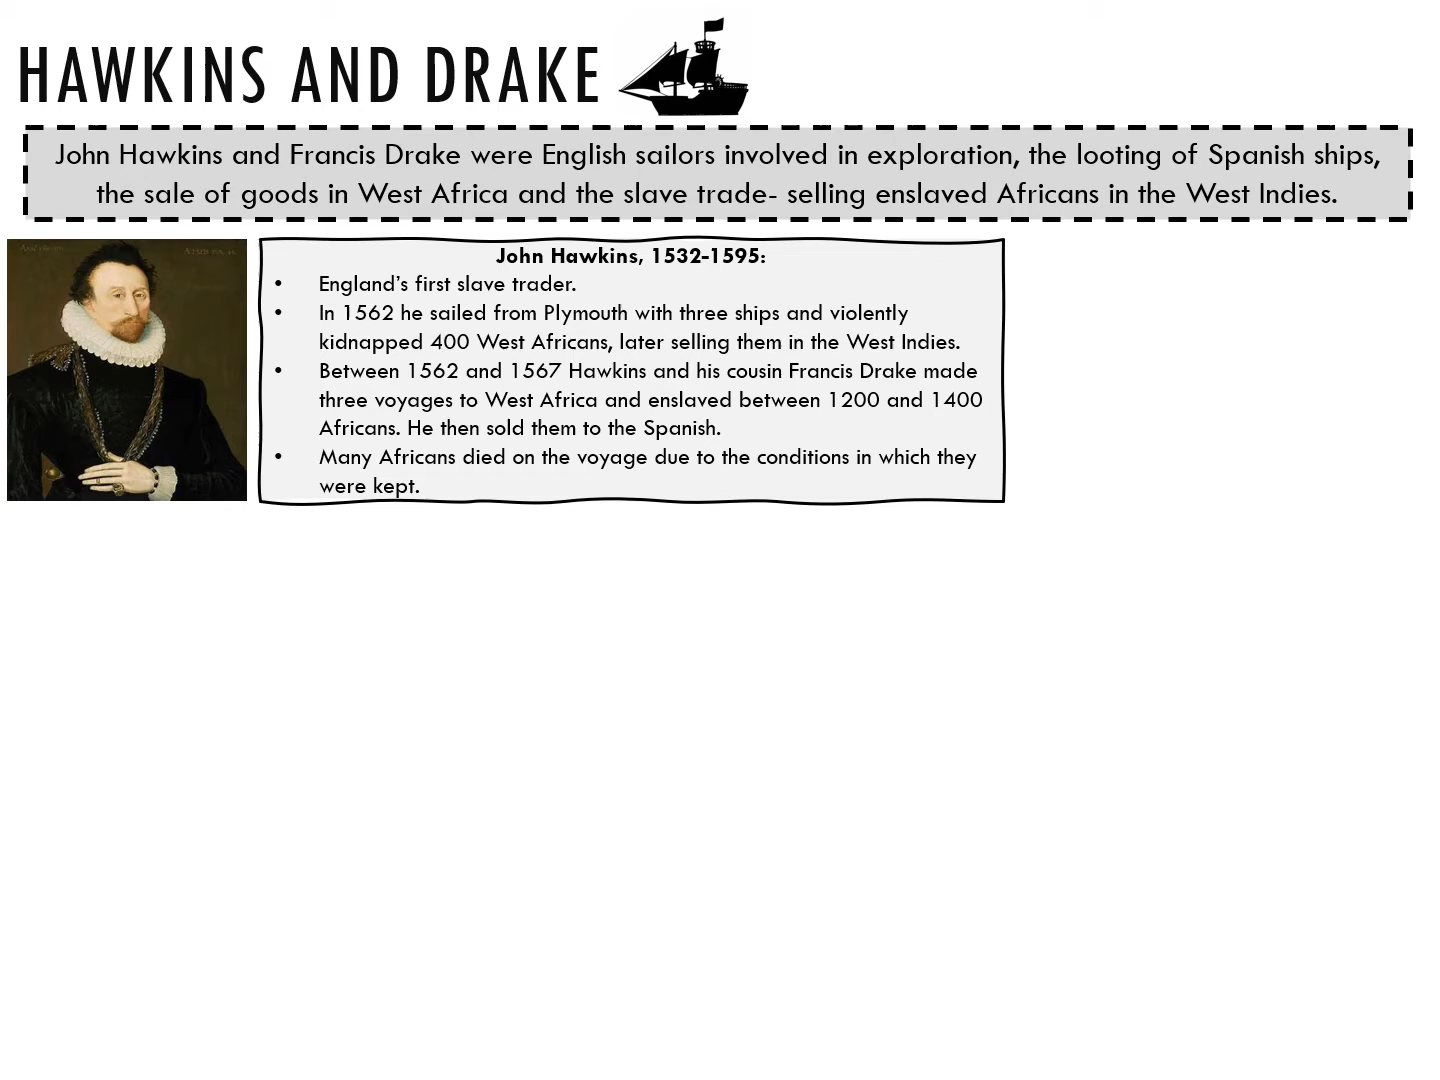 HAWKINS AND DRAKE
John Hawkins and Francis Drake were English sailors involved in exploration, the looting of Spanish ships,
the sale of goods in West Africa and the slave trade- selling enslaved Africans in the West Indies.
John Hawkins, 1532-1595:
• England’s first slave trader.
• In 1562 he sailed from Plymouth with three ships and violently
kidnapped 400 West Africans, later selling them in the West Indies.
• Between 1562 and 1567 Hawkins and his cousin Francis Drake made
three voyages to West Africa and enslaved between 1200 and 1400
Africans. He then sold them to the Spanish.
• Many Africans died on the voyage due to the conditions in which they
were kept.